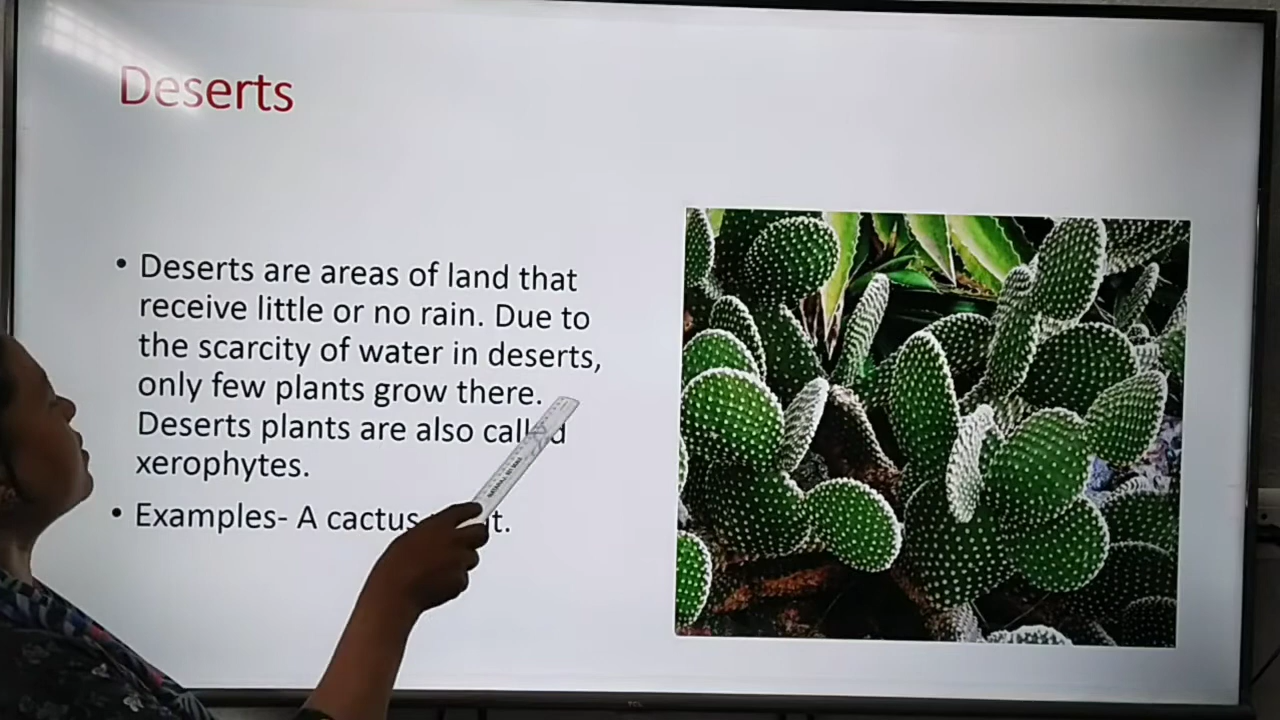 Deserts
• Deserts are areas of land that
receive little or no rain. Due to
the scarcity of water in deserts,
only few plants grow there.
Deserts plants are also called
xerophytes.
• Examples- A cactus t.
TCL